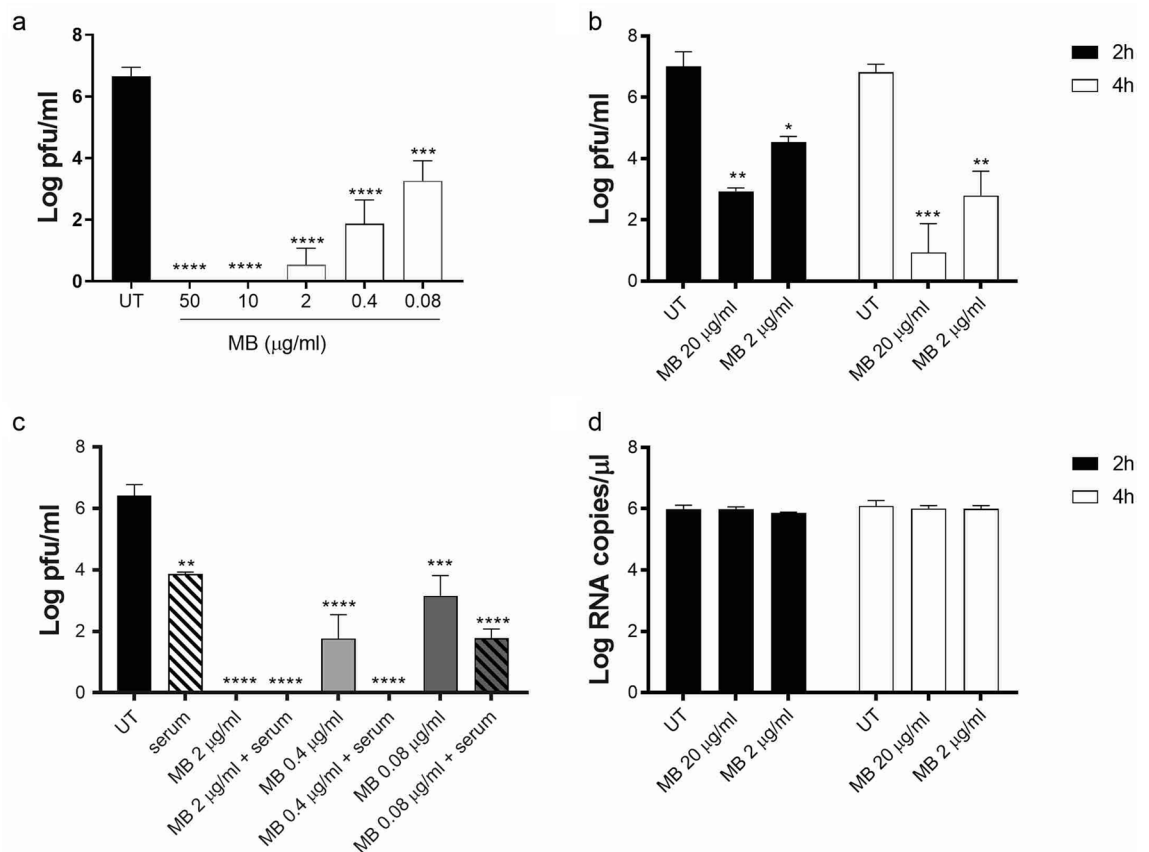 a
Log pfu/ml
8
6
4
2
0
**** **** **** **** ***
UT 50 10 2 0.4 0.08
MB (μg/ml)
b
Log pfu/ml
8
6
4
2
0
** * *** **
UT
MB 20 μg/ml
MB 2 μg/ml
UT
MB 20 μg/ml
MB 2 μg/ml
2h
4h
c
Log pfu/ml
8
6
4
2
0
** **** **** **** **** *** ****
UT
serum
MB 2 μg/ml
MB 2 μg/ml + serum
MB 0.4 μg/ml
MB 0.4 μg/ml + serum
MB 0.08 μg/ml
MB 0.08 μg/ml + serum
d
Log RNA copies/μl
8
6
4
2
0
UT
MB 20 μg/ml
MB 2 μg/ml
UT
MB 20 μg/ml
MB 2 μg/ml
2h
4h